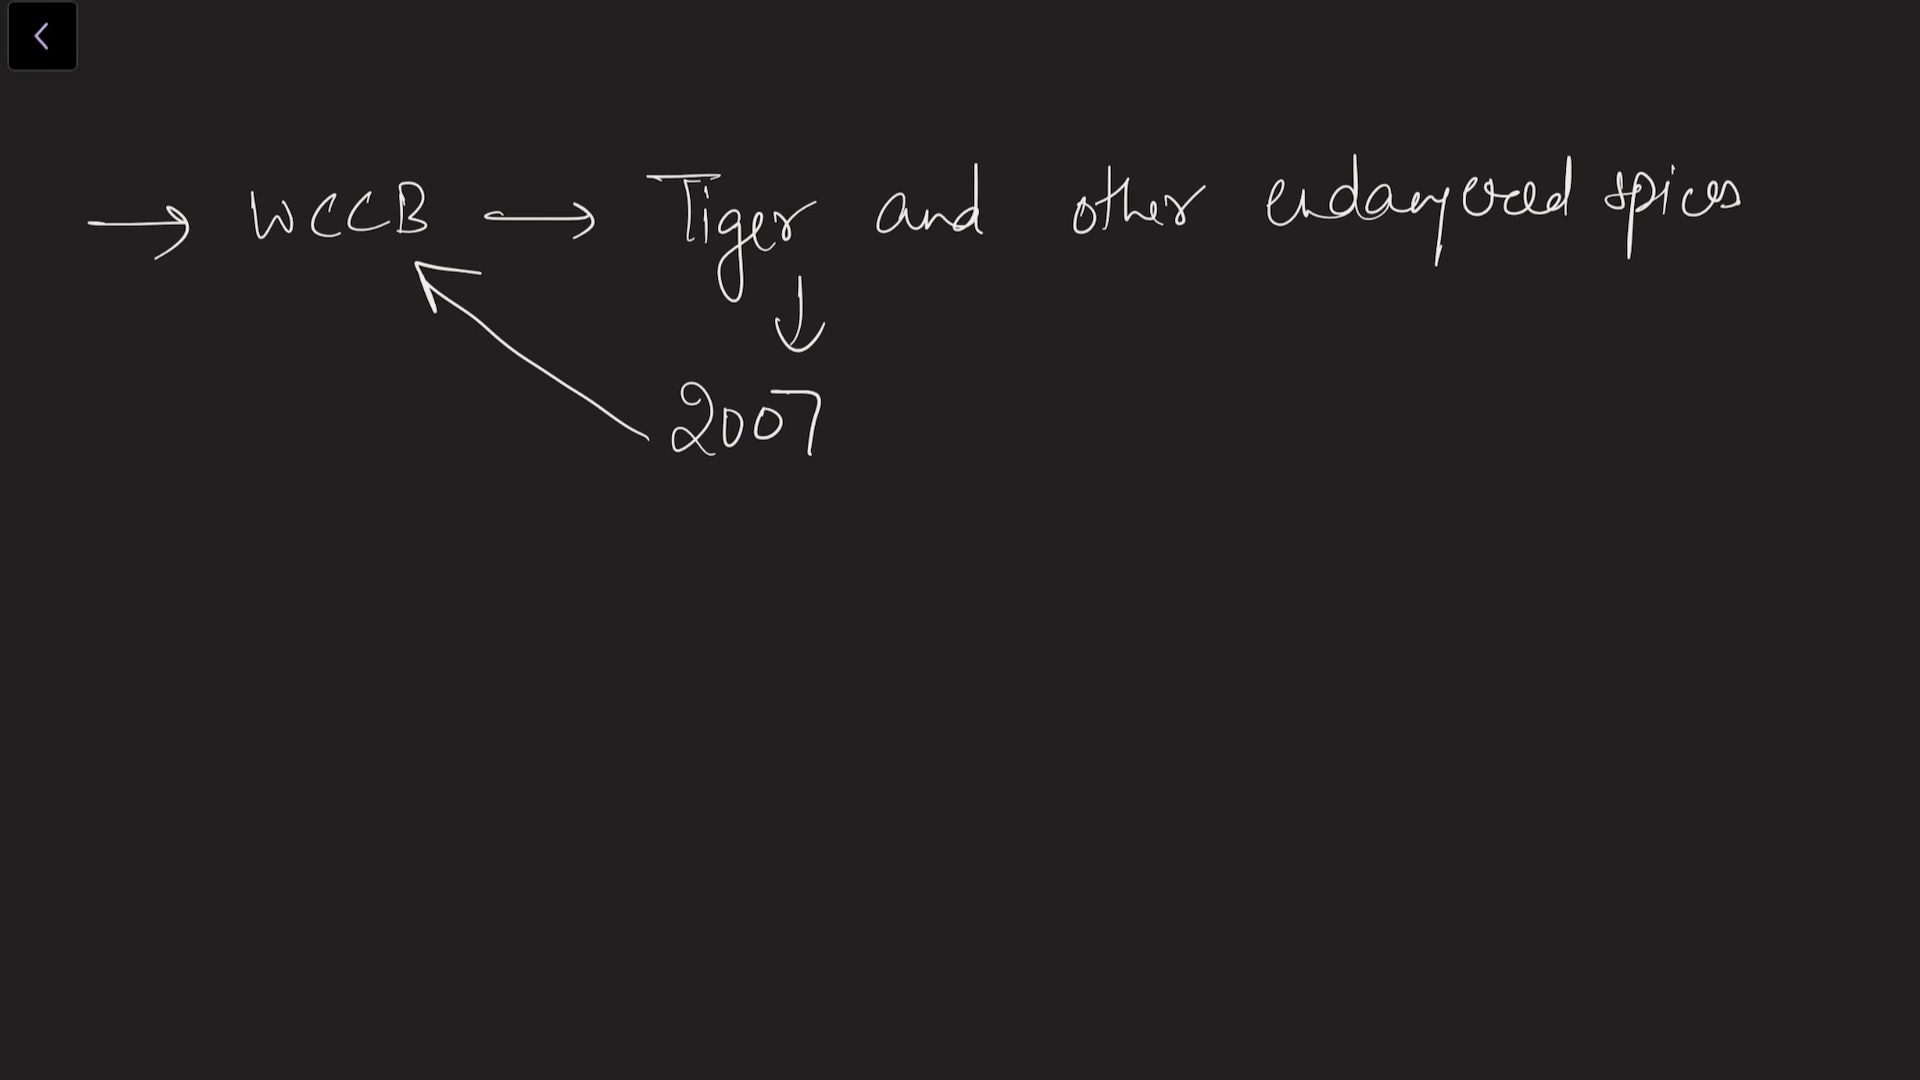 → WCCB → Tiger and other endangered spices
2007